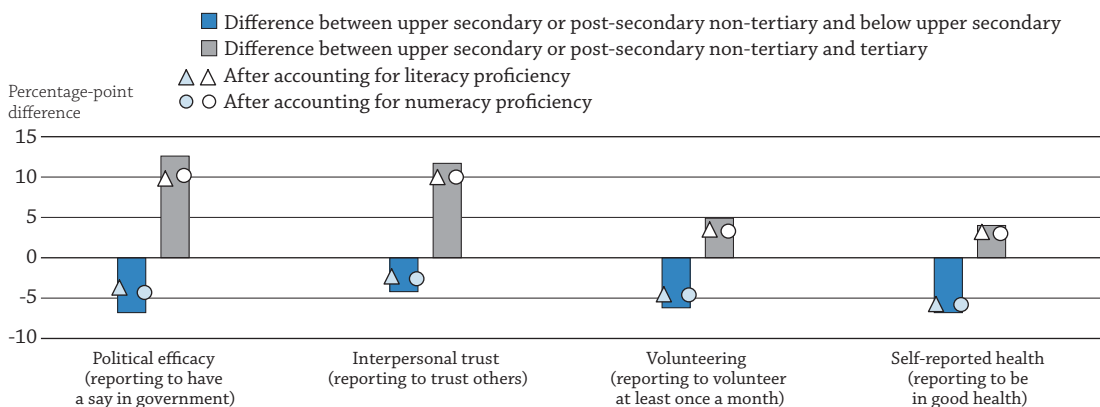 Difference between upper secondary or post-secondary non-tertiary and below upper secondary
Difference between upper secondary or post-secondary non-tertiary and tertiary
After accounting for literacy proficiency
After accounting for numeracy proficiency
Percentage-point
difference
15
10
5
0
-5
-10
Political efficacy
(reporting to have
a say in government)
Interpersonal trust
(reporting to trust others)
Volunteering
(reporting to volunteer
at least once a month)
Self-reported health
(reporting to be
in good health)